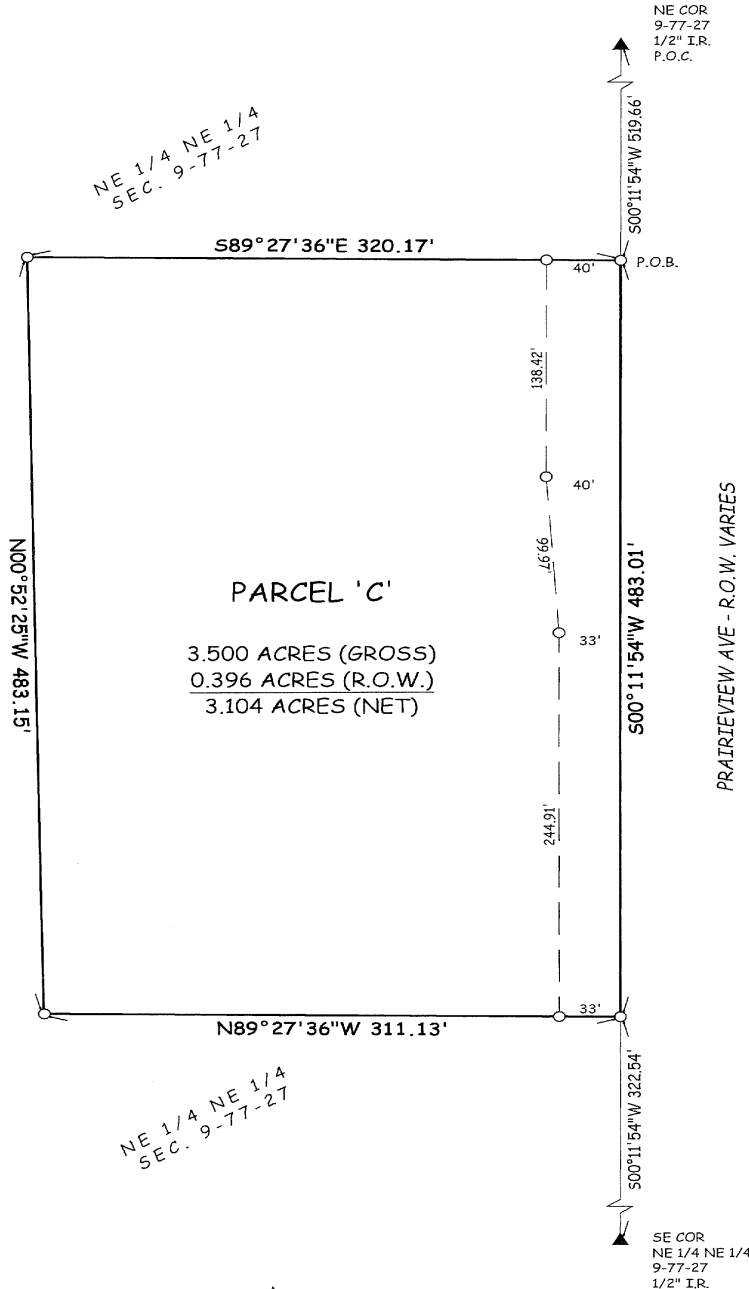 NE COR
9-77-27
1/2" I.R.
P.O.C.
S00°11'54"W 519.66'
NE 1/4 NE 1/4
SEC. 9-77-27
S89°27'36"E 320.17'
40'
P.O.B.
138.42'
40'
99.97'
33'
N00°52'25"W 483.15'
PARCEL 'C'
3.500 ACRES (GROSS)
0.396 ACRES (R.O.W.)
3.104 ACRES (NET)
S00°11'54"W 483.01'
PRAIRIEVIEW AVE - R.O.W. VARIES
244.91'
33'
N89°27'36"W 311.13'
NE 1/4 NE 1/4
SEC. 9-77-27
S00°11'54"W 322.54'
SE COR
NE 1/4 NE 1/4
9-77-27
1/2" I.R.